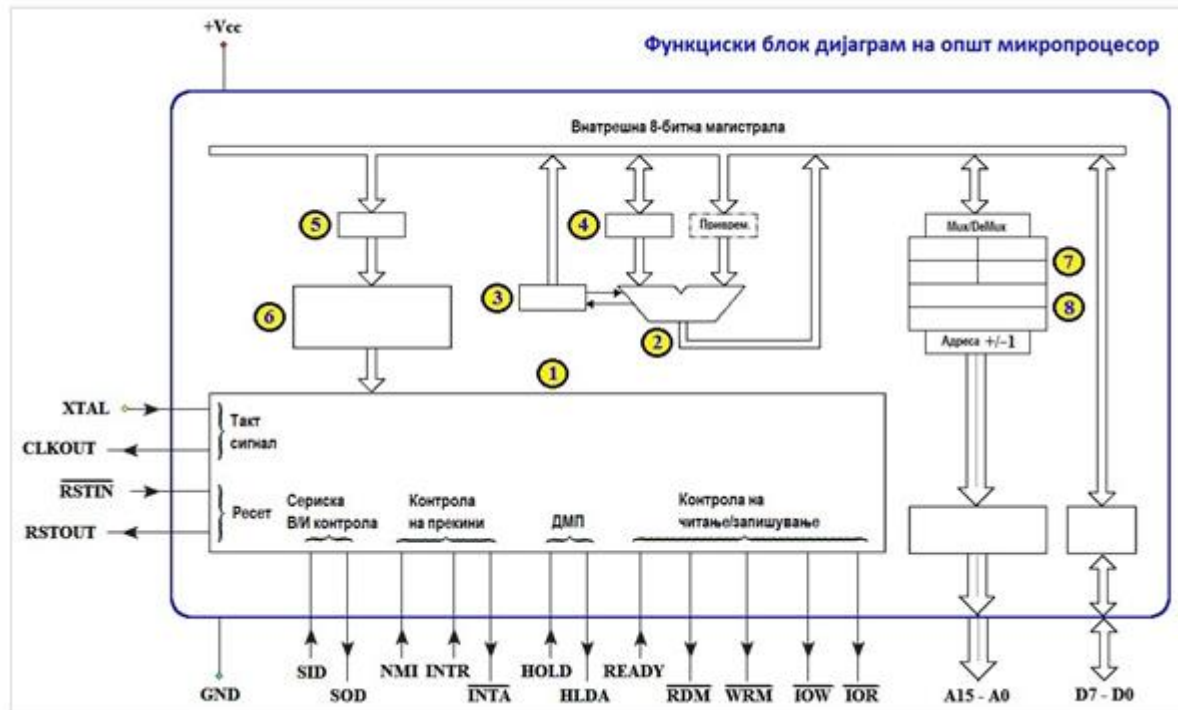 +Vcc
Функциски блок дијаграм на општ микропроцесор
Внатрешна 8-битна магистрала
5
4
Приврем.
Mux/DeMux
7
3
8
6
2
Адреса +/−1
1
XTAL
Такт
сигнал
CLKOUT
RSTIN
Ресет
RSTOUT
Сериска
В/И контрола
Контрола
на прекини
ДМП
Контрола на
читање/запишување
SID
SOD
NMI
INTR
INTA
HOLD
HLDA
READY
RDM
WRM
IOW
IOR
GND
A15 - A0
D7 - D0